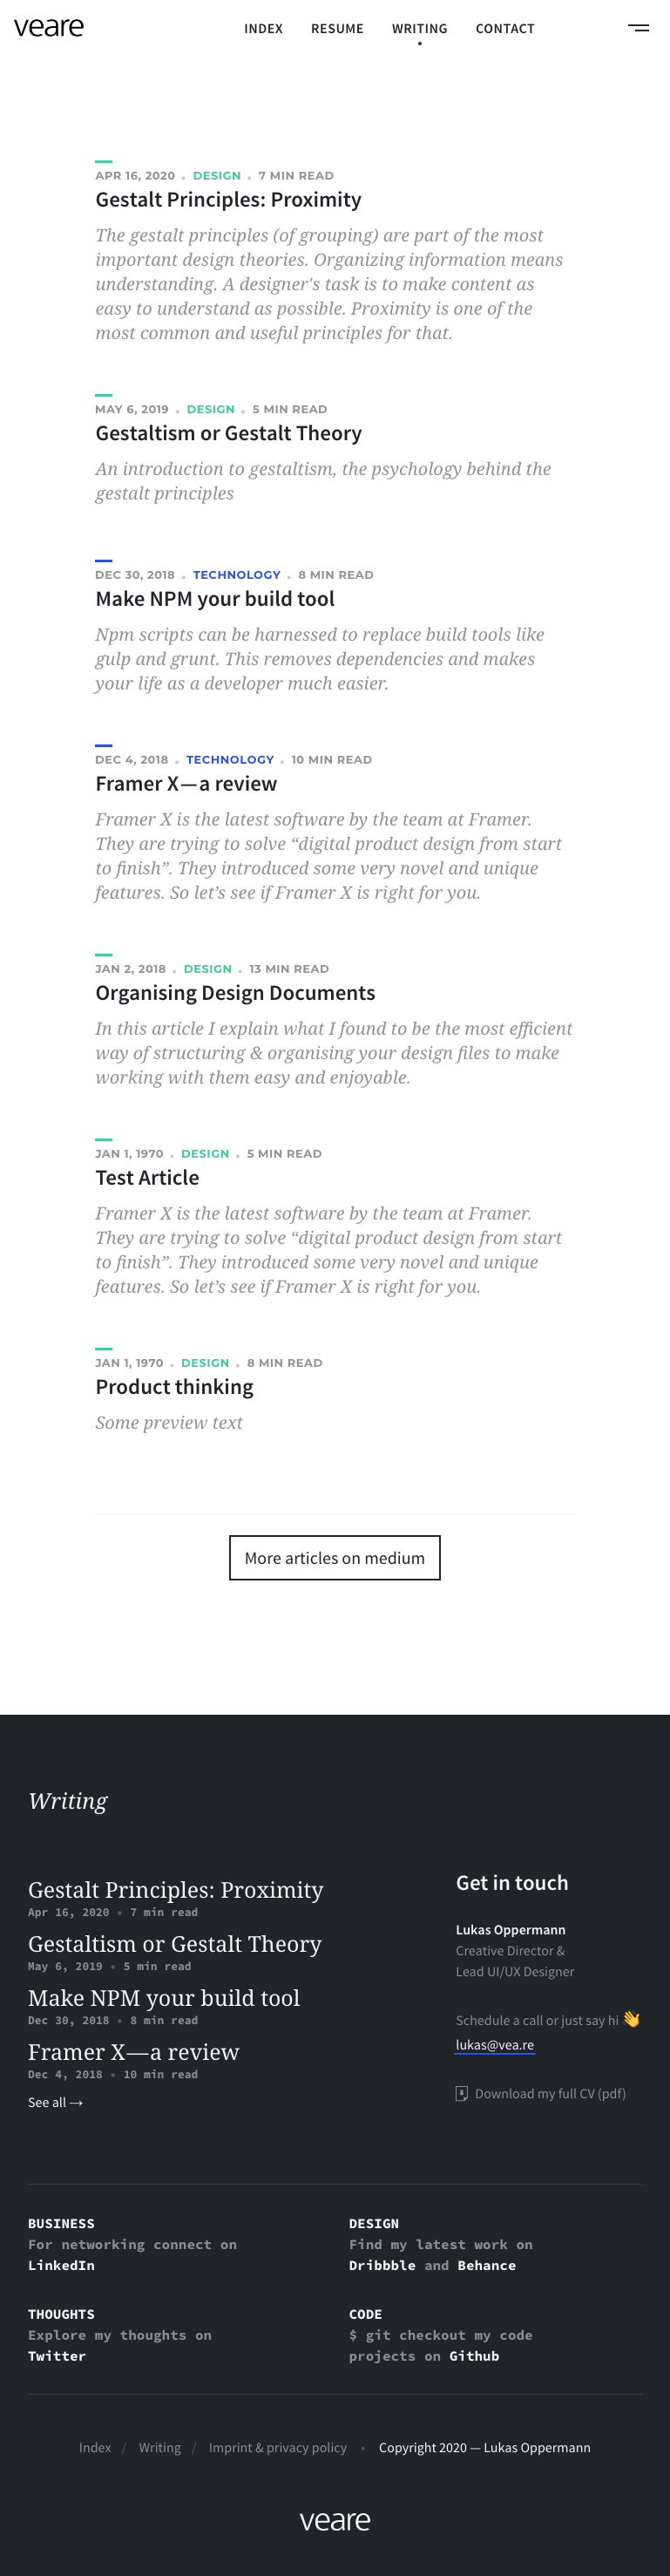 veare
INDEX RESUME WRITING CONTACT
APR 16, 2020 • DESIGN • 7 MIN READ
Gestalt Principles: Proximity
The gestalt principles (of grouping) are part of the most
important design theories. Organizing information means
understanding. A designer's task is to make content as
easy to understand as possible. Proximity is one of the
most common and useful principles for that.
MAY 6, 2019 • DESIGN • 5 MIN READ
Gestaltism or Gestalt Theory
An introduction to gestaltism, the psychology behind the
gestalt principles
DEC 30, 2018 • TECHNOLOGY • 8 MIN READ
Make NPM your build tool
Npm scripts can be harnessed to replace build tools like
gulp and grunt. This removes dependencies and makes
your life as a developer much easier.
DEC 4, 2018 • TECHNOLOGY • 10 MIN READ
Framer X—a review
Framer X is the latest software by the team at Framer.
They are trying to solve “digital product design from start
to finish”. They introduced some very novel and unique
features. So let’s see if Framer X is right for you.
JAN 2, 2018 • DESIGN • 13 MIN READ
Organising Design Documents
In this article I explain what I found to be the most efficient
way of structuring & organising your design files to make
working with them easy and enjoyable.
JAN 1, 1970 • DESIGN • 5 MIN READ
Test Article
Framer X is the latest software by the team at Framer.
They are trying to solve “digital product design from start
to finish”. They introduced some very novel and unique
features. So let’s see if Framer X is right for you.
JAN 1, 1970 • DESIGN • 8 MIN READ
Product thinking
Some preview text
More articles on medium
Writing
Gestalt Principles: Proximity
Apr 16, 2020 • 7 min read
Gestaltism or Gestalt Theory
May 6, 2019 • 5 min read
Make NPM your build tool
Dec 30, 2018 • 8 min read
Framer X—a review
Dec 4, 2018 • 10 min read
See all →
Get in touch
Lukas Oppermann
Creative Director &
Lead UI/UX Designer
Schedule a call or just say hi 👋
lukas@vea.re
Download my full CV (pdf)
BUSINESS
For networking connect on
LinkedIn
DESIGN
Find my latest work on
Dribbble and Behance
THOUGHTS
Explore my thoughts on
Twitter
CODE
$ git checkout my code
projects on Github
Index / Writing / Imprint & privacy policy • Copyright 2020 — Lukas Oppermann
veare